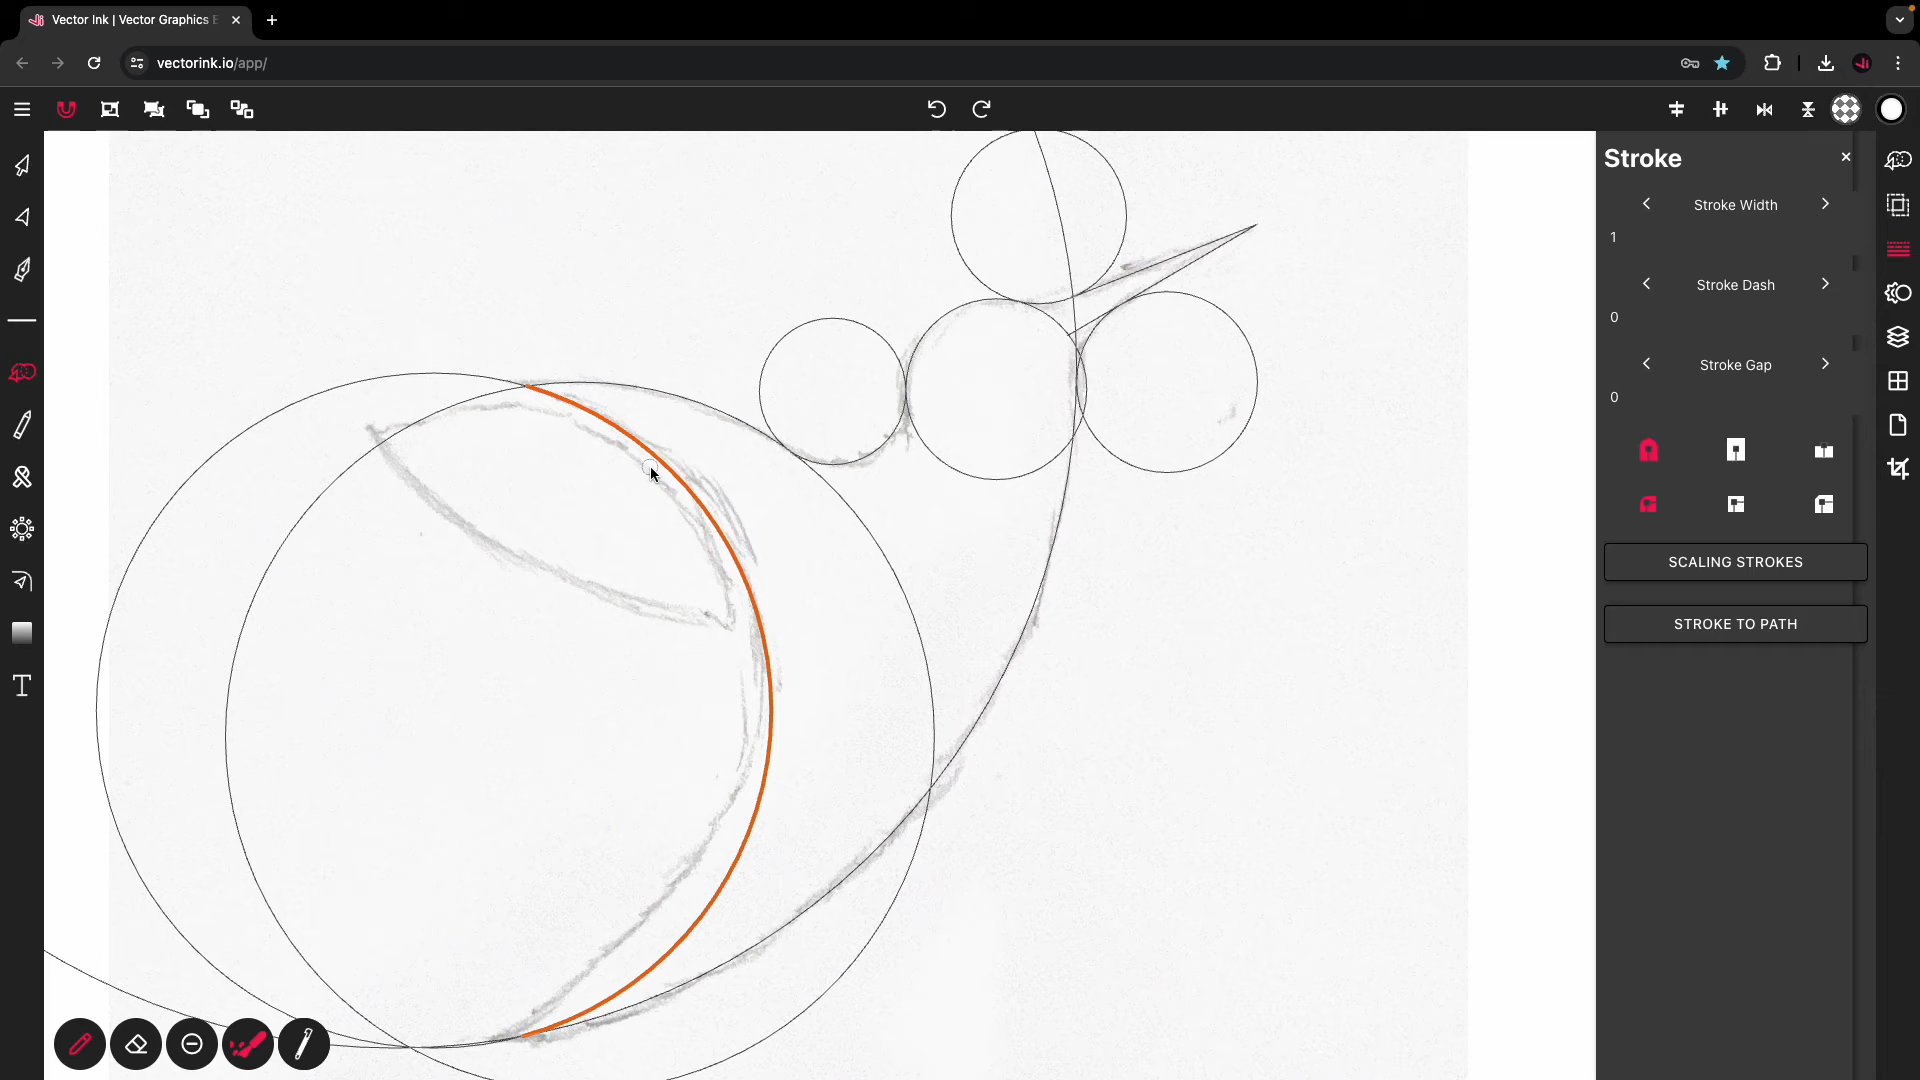 Vector Ink | Vector Graphics E
vectorink.io/app/
Stroke
Stroke Width
1
Stroke Dash
0
Stroke Gap
0
SCALING STROKES
STROKE TO PATH